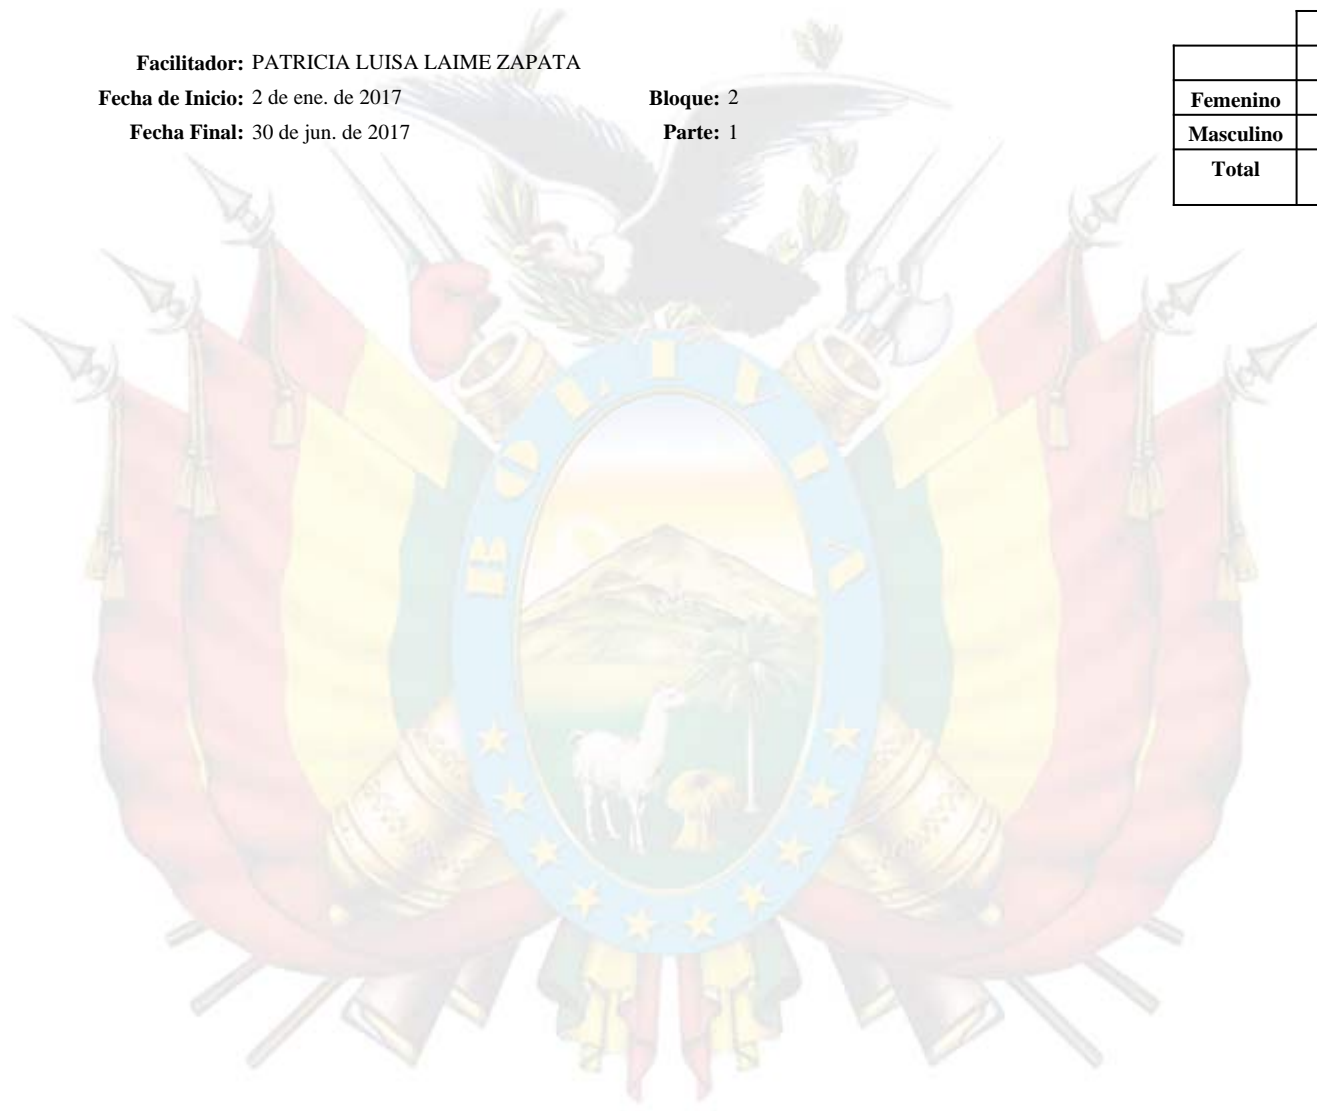 Facilitador: PATRICIA LUISA LAIME ZAPATA
Fecha de Inicio: 2 de ene. de 2017 Bloque: 2
Fecha Final: 30 de jun. de 2017 Parte: 1
Femenino
Masculino
Total
BOLIVIA